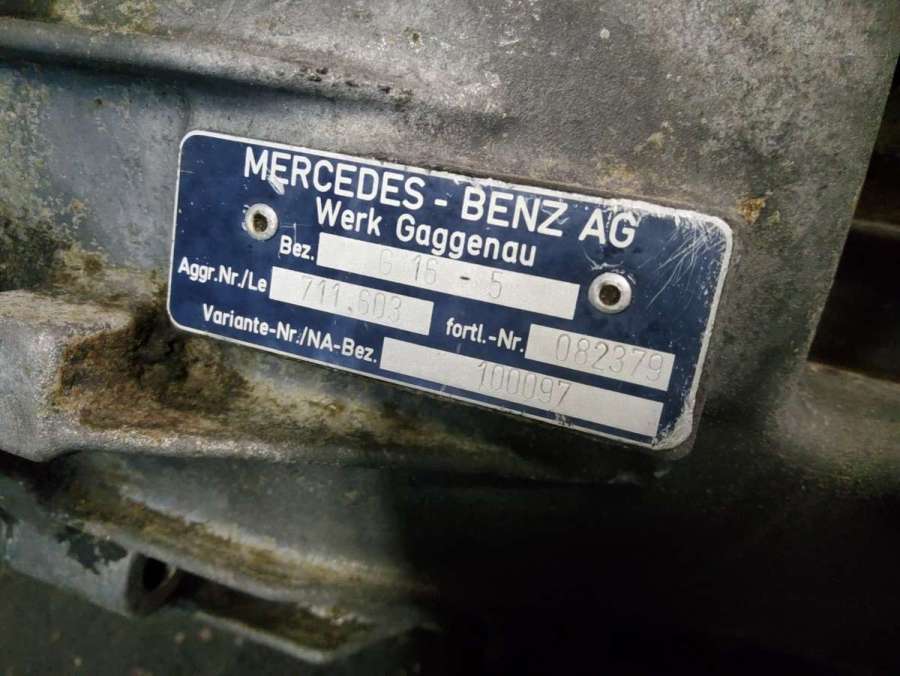 MERCEDES - BENZ AG
Werk Gaggenau
Bez. G 16 - 5
Aggr.Nr./Le 711.603 fortl.-Nr. 082379
Variante-Nr./NA-Bez. 100097